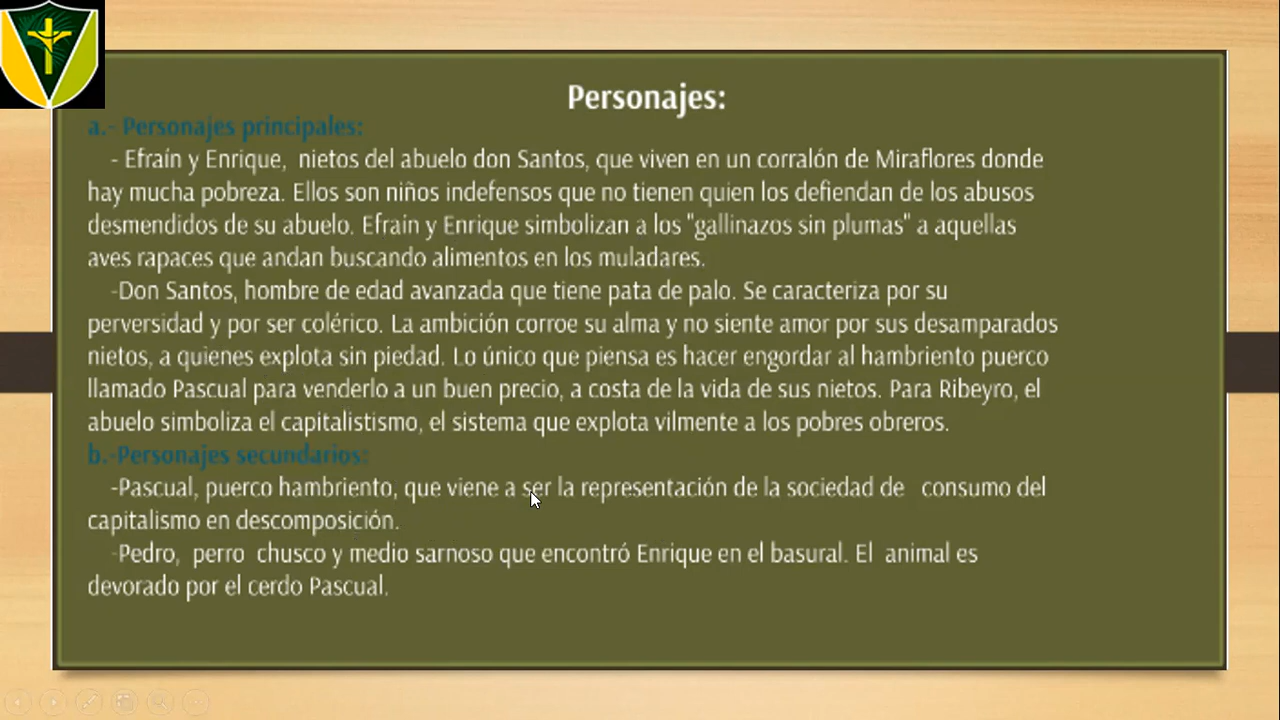 Personajes:
a.- Personajes principales:
- Efraín y Enrique, nietos del abuelo don Santos, que viven en un corralón de Miraflores donde
hay mucha pobreza. Ellos son niños indefensos que no tienen quien los defiendan de los abusos
desmendidos de su abuelo. Efraín y Enrique simbolizan a los "gallinazos sin plumas" a aquellas
aves rapaces que andan buscando alimentos en los muladares.
-Don Santos, hombre de edad avanzada que tiene pata de palo. Se caracteriza por su
perversidad y por ser colérico. La ambición corroe su alma y no siente amor por sus desamparados
nietos, a quienes explota sin piedad. Lo único que piensa es hacer engordar al hambriento puerco
llamado Pascual para venderlo a un buen precio, a costa de la vida de sus nietos. Para Ribeyro, el
abuelo simboliza el capitalistismo, el sistema que explota vilmente a los pobres obreros.
b.-Personajes secundarios:
-Pascual, puerco hambriento, que viene a ser la representación de la sociedad de consumo del
capitalismo en descomposición.
-Pedro, perro chusco y medio sarnoso que encontró Enrique en el basural. El animal es
devorado por el cerdo Pascual.